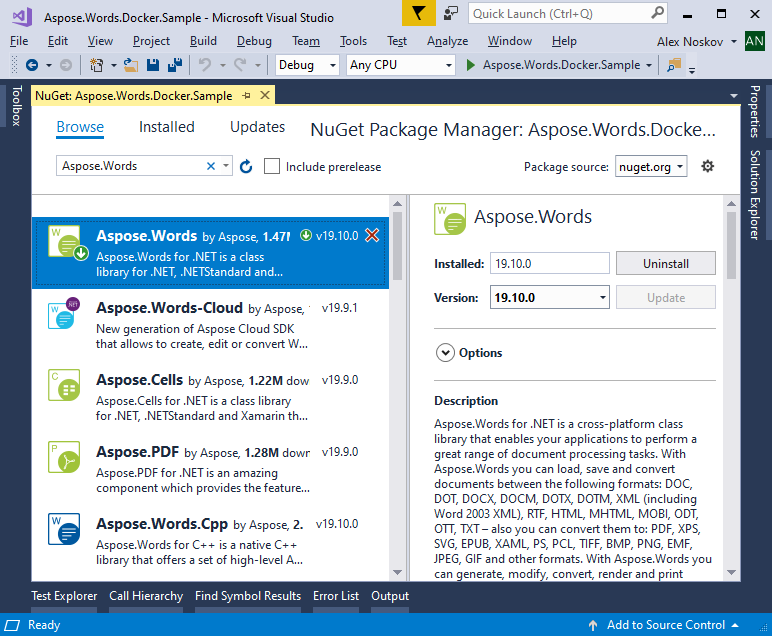 Aspose.Words.Docker.Sample - Microsoft Visual Studio
Quick Launch (Ctrl+Q)
File Edit View Project Build Debug Team Tools Test Analyze Window Help Alex Noskov AN
Debug Any CPU Aspose.Words.Docker.Sample
Toolbox
NuGet: Aspose.Words.Docker.Sample
Properties
Solution Explorer
Browse Installed Updates NuGet Package Manager: Aspose.Words.Docke...
Aspose.Words Include prerelease Package source: nuget.org
W
Aspose.Words by Aspose, 1.47M v19.10.0
Aspose.Words for .NET is a class
library for .NET, .NETStandard and...
W .NET
Aspose.Words-Cloud by Aspose, v19.9.1
New generation of Aspose Cloud SDK
that allows to create, edit or convert W...
C
Aspose.Cells by Aspose, 1.22M dow v19.9.0
Aspose.Cells for .NET is a class library
for .NET, .NETStandard and Xamarin th...
P
Aspose.PDF by Aspose, 1.28M down v19.9.0
Aspose.PDF for .NET is an amazing
component which provides the feature...
W
Aspose.Words.Cpp by Aspose, 2. v19.10.0
Aspose.Words for C++ is a native C++
library that offers a set of high-level A...
W
Aspose.Words
Installed: 19.10.0 Uninstall
Version: 19.10.0 Update
Options
Description
Aspose.Words for .NET is a cross-platform class
library that enables your applications to perform a
great range of document processing tasks. With
Aspose.Words you can load, save and convert
documents between the following formats: DOC,
DOT, DOCX, DOCM, DOTX, DOTM, XML (including
Word 2003 XML), RTF, HTML, MHTML, MOBI, ODT,
OTT, TXT – also you can convert them to: PDF, XPS,
SVG, EPUB, XAML, PS, PCL, TIFF, BMP, PNG, EMF,
JPEG, GIF and other formats. With Aspose.Words you
can generate, modify, convert, render and print
Test Explorer Call Hierarchy Find Symbol Results Error List Output
Ready Add to Source Control